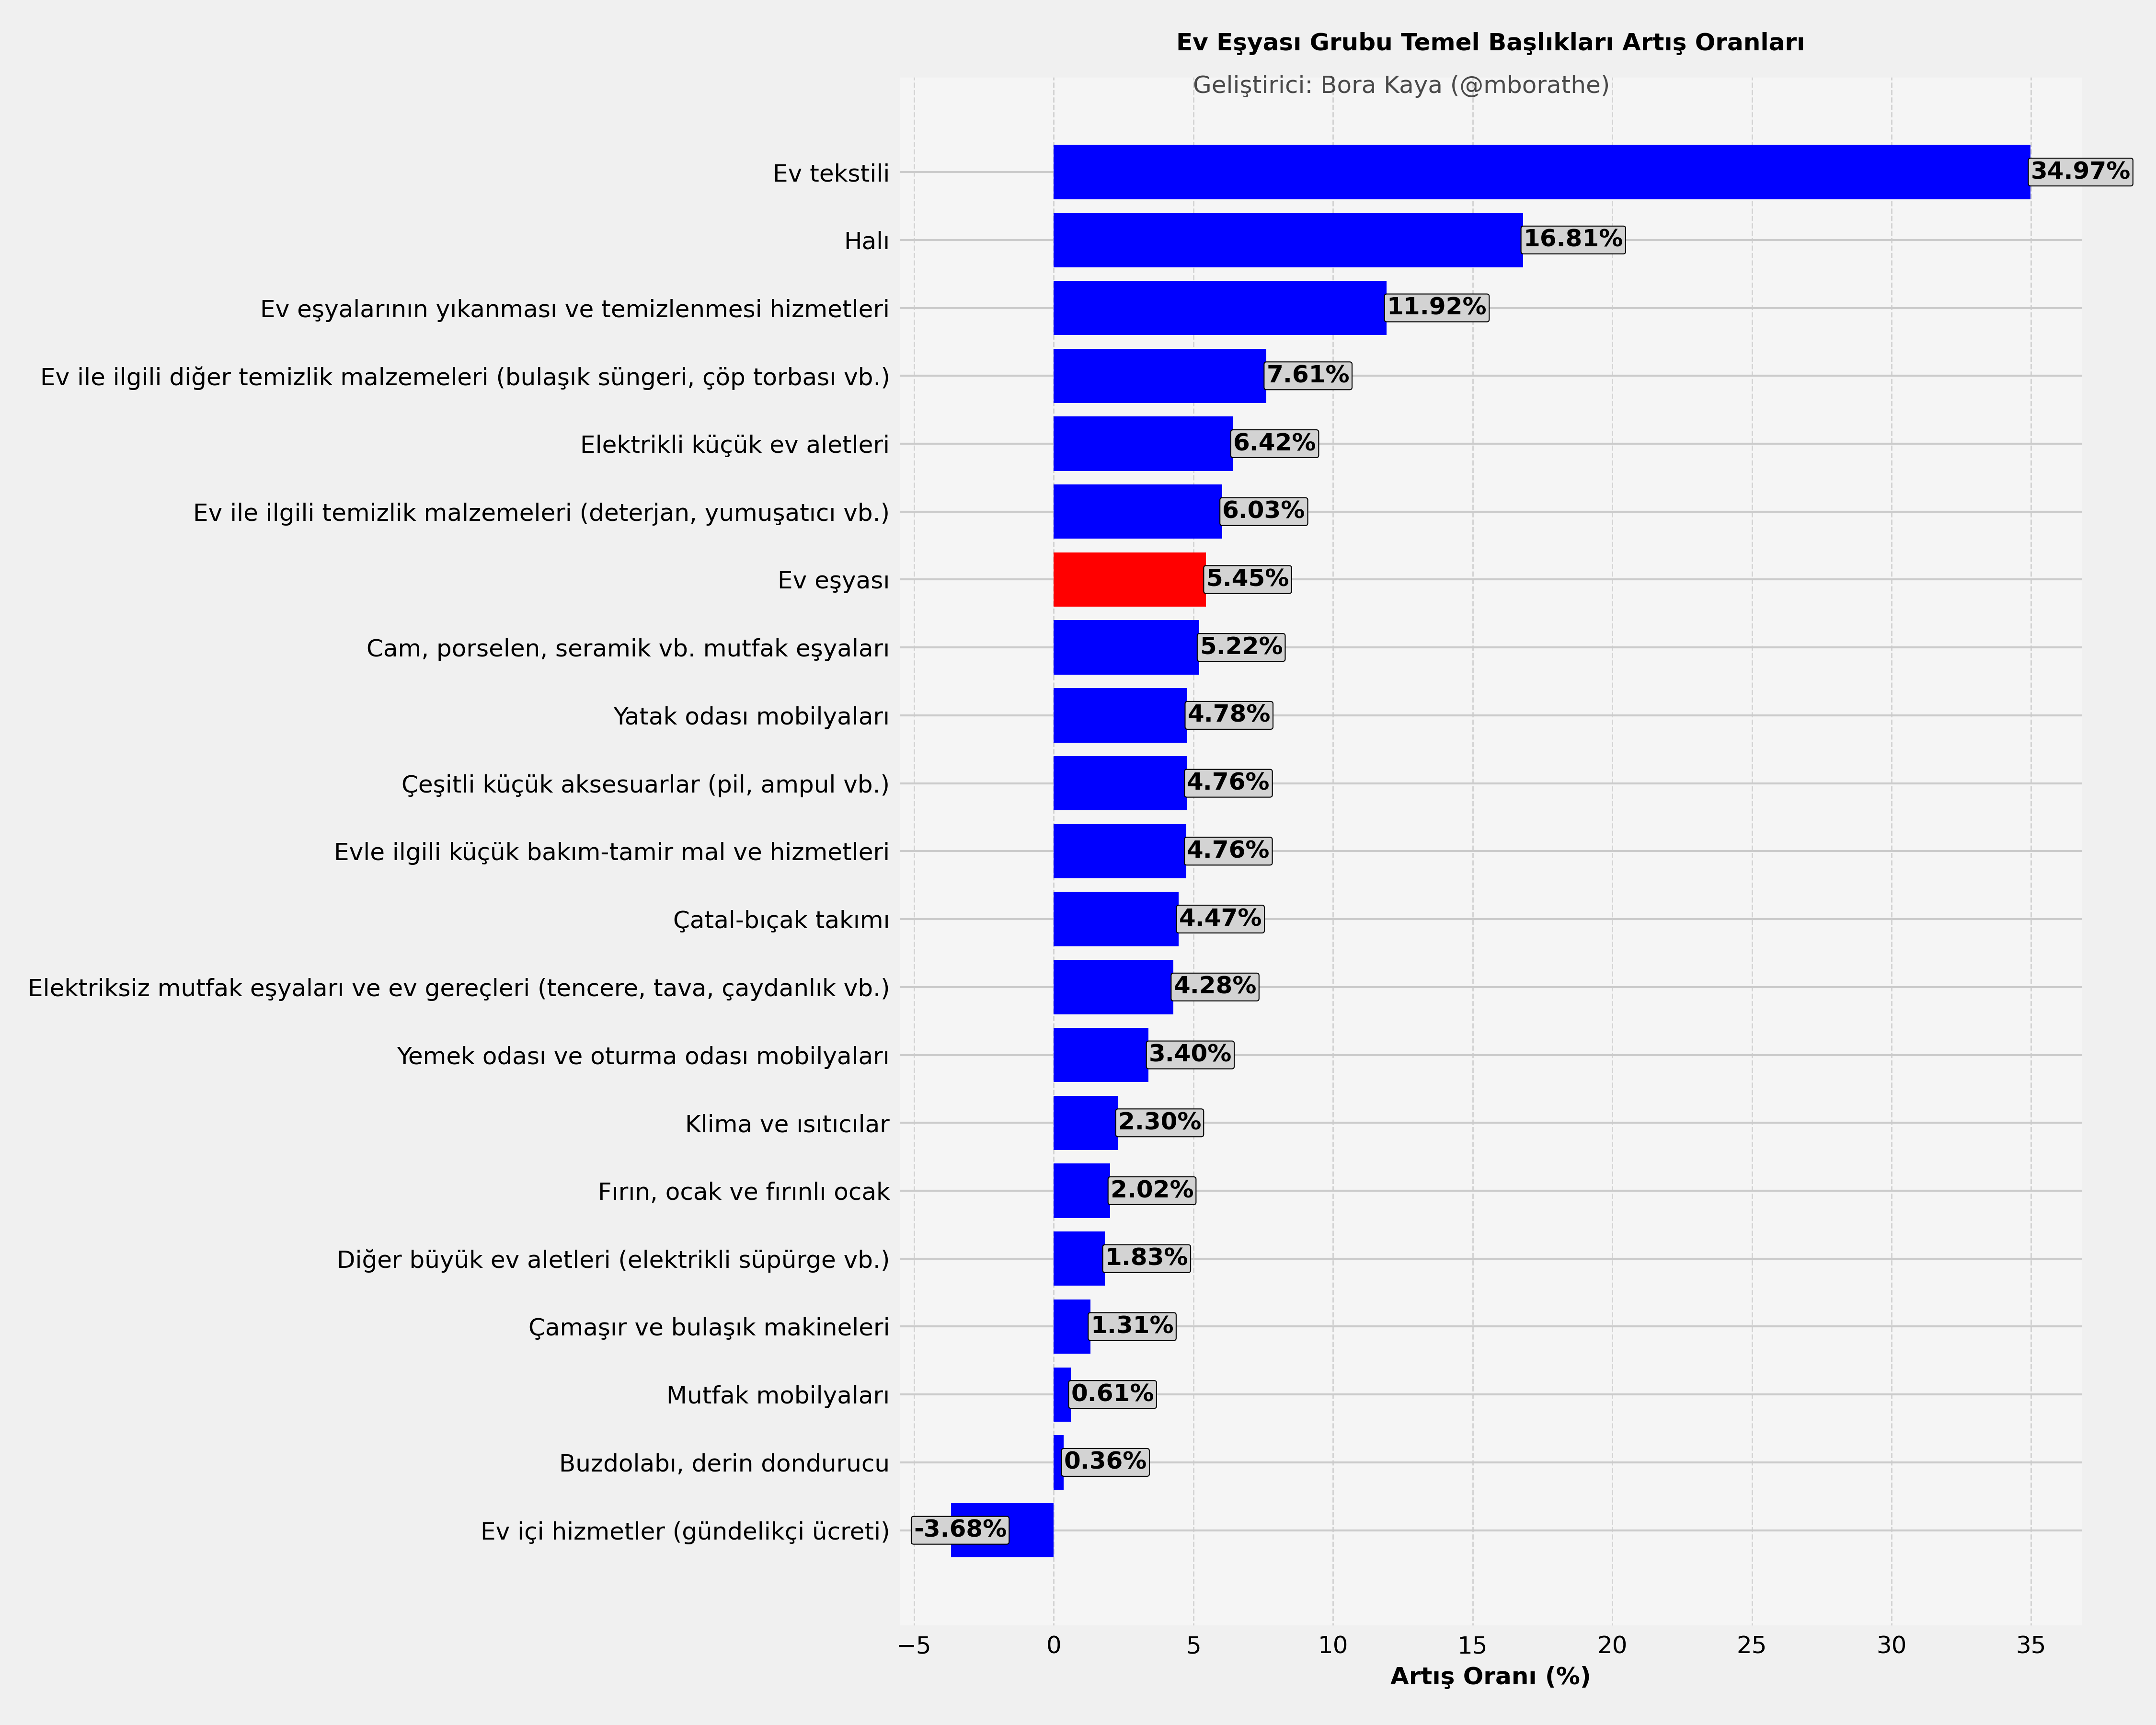 Ev Eşyası Grubu Temel Başlıkları Artış Oranları
Geliştirici: Bora Kaya (@mborathe)
Ev tekstili 34.97%
Halı 16.81%
Ev eşyalarının yıkanması ve temizlenmesi hizmetleri 11.92%
Ev ile ilgili diğer temizlik malzemeleri (bulaşık süngeri, çöp torbası vb.) 7.61%
Elektrikli küçük ev aletleri 6.42%
Ev ile ilgili temizlik malzemeleri (deterjan, yumuşatıcı vb.) 6.03%
Ev eşyası 5.45%
Cam, porselen, seramik vb. mutfak eşyaları 5.22%
Yatak odası mobilyaları 4.78%
Çeşitli küçük aksesuarlar (pil, ampul vb.) 4.76%
Evle ilgili küçük bakım-tamir mal ve hizmetleri 4.76%
Çatal-bıçak takımı 4.47%
Elektriksiz mutfak eşyaları ve ev gereçleri (tencere, tava, çaydanlık vb.) 4.28%
Yemek odası ve oturma odası mobilyaları 3.40%
Klima ve ısıtıcılar 2.30%
Fırın, ocak ve fırınlı ocak 2.02%
Diğer büyük ev aletleri (elektrikli süpürge vb.) 1.83%
Çamaşır ve bulaşık makineleri 1.31%
Mutfak mobilyaları 0.61%
Buzdolabı, derin dondurucu 0.36%
Ev içi hizmetler (gündelikçi ücreti) -3.68%
−5 0 5 10 15 20 25 30 35
Artış Oranı (%)